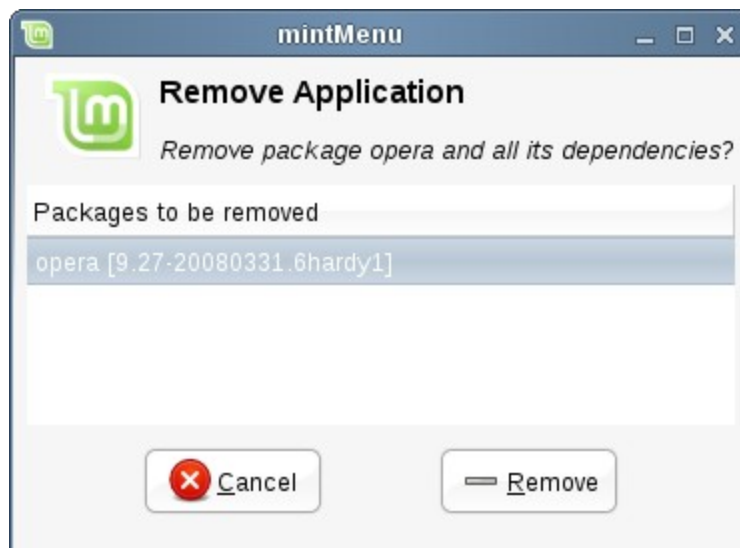 mintMenu
Remove Application
Remove package opera and all its dependencies?
Packages to be removed
opera [9.27-20080331.6hardy1]
Cancel
Remove